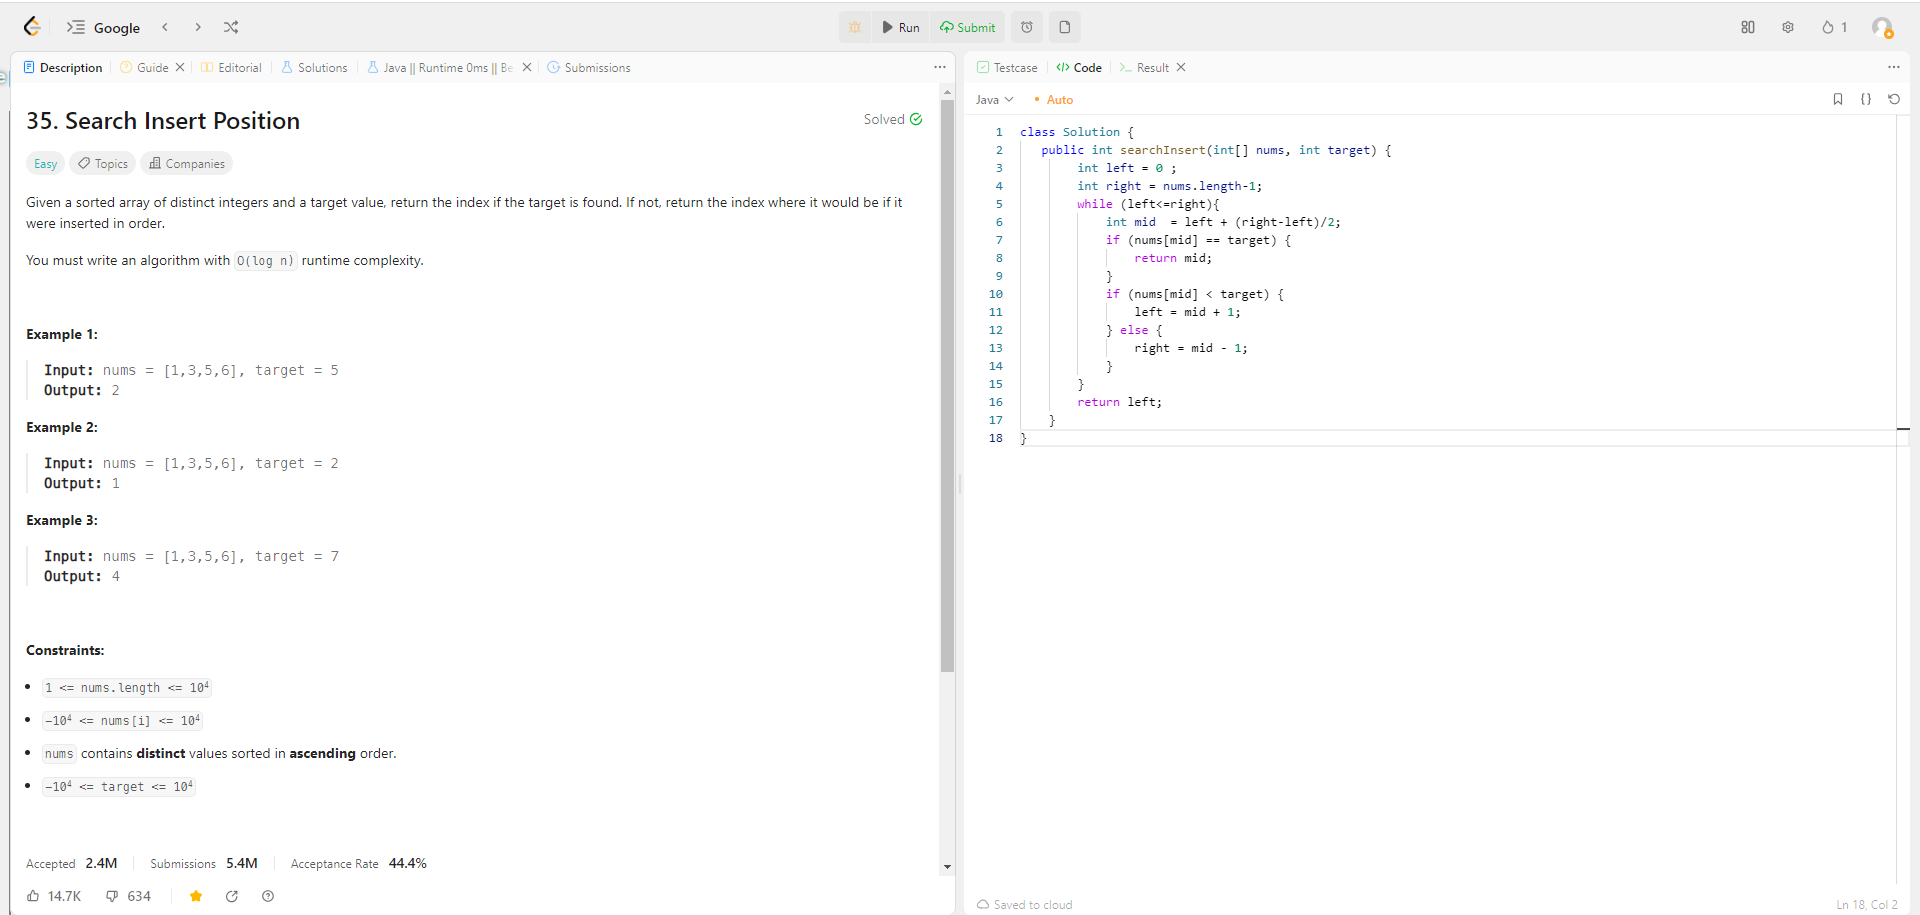 Google
Run
Submit
1
Description
Guide
Editorial
Solutions
Java || Runtime 0ms || Be
Submissions
35. Search Insert Position
Solved
Easy
Topics
Companies
Given a sorted array of distinct integers and a target value, return the index if the target is found. If not, return the index where it would be if it
were inserted in order.
You must write an algorithm with O(log n) runtime complexity.
Example 1:
Input: nums = [1,3,5,6], target = 5
Output: 2
Example 2:
Input: nums = [1,3,5,6], target = 2
Output: 1
Example 3:
Input: nums = [1,3,5,6], target = 7
Output: 4
Constraints:
• 1 <= nums.length <= 10⁴
• -10⁴ <= nums[i] <= 10⁴
• nums contains distinct values sorted in ascending order.
• -10⁴ <= target <= 10⁴
Accepted 2.4M
Submissions 5.4M
Acceptance Rate 44.4%
14.7K
634
Testcase
</> Code
>_ Result
Java
• Auto
{}
1 class Solution {
2 public int searchInsert(int[] nums, int target) {
3 int left = 0 ;
4 int right = nums.length-1;
5 while (left<=right){
6 int mid  = left + (right-left)/2;
7 if (nums[mid] == target) {
8 return mid;
9 }
10 if (nums[mid] < target) {
11 left = mid + 1;
12 } else {
13 right = mid - 1;
14 }
15 }
16 return left;
17 }
18 }
Saved to cloud
Ln 18, Col 2